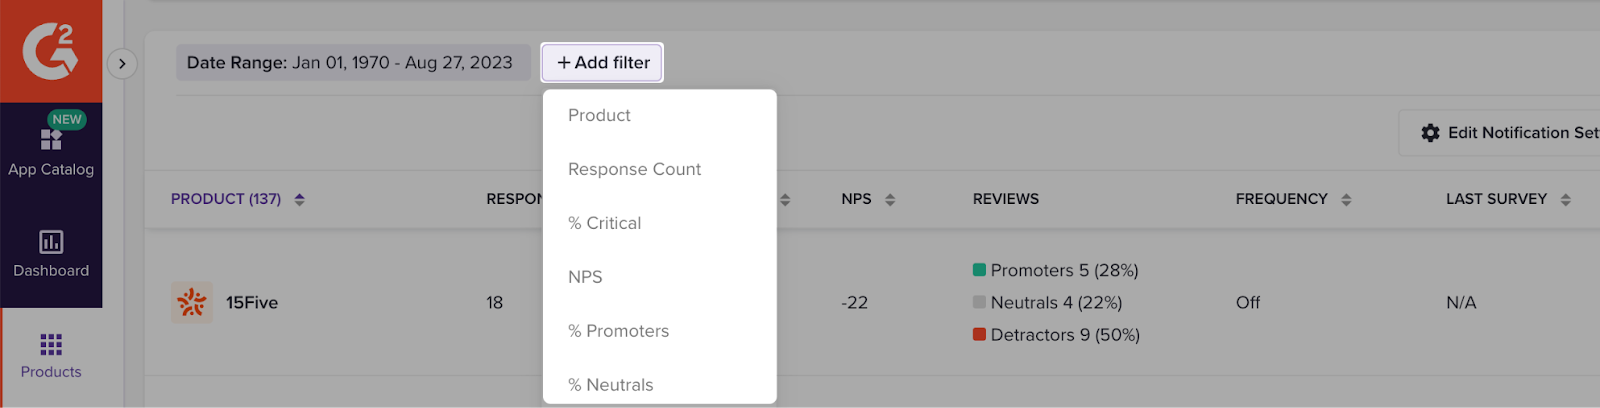 G2
Date Range: Jan 01, 1970 - Aug 27, 2023
+ Add filter
NEW
App Catalog
Dashboard
Products
Product
Response Count
% Critical
NPS
% Promoters
% Neutrals
Edit Notification Set
PRODUCT (137)
RESPON
NPS
REVIEWS
FREQUENCY
LAST SURVEY
15Five
18
-22
Promoters 5 (28%)
Neutrals 4 (22%)
Detractors 9 (50%)
Off
N/A